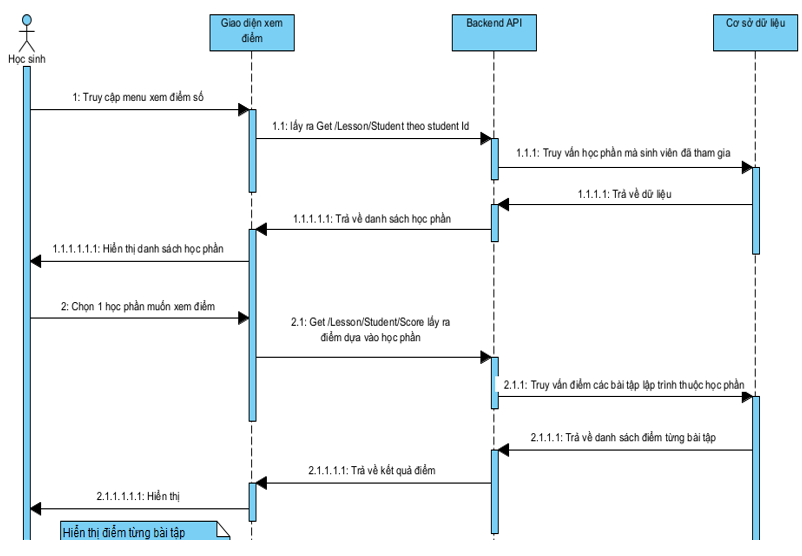 Giao diện xem
điểm
Backend API
Cơ sở dữ liệu
Học sinh
1: Truy cập menu xem điểm số
1.1: lấy ra Get /Lesson/Student theo student Id
1.1.1: Truy vấn học phần mà sinh viên đã tham gia
1.1.1.1: Trả về dữ liệu
1.1.1.1.1: Trả về danh sách học phần
1.1.1.1.1.1: Hiển thị danh sách học phần
2: Chọn 1 học phần muốn xem điểm
2.1: Get /Lesson/Student/Score lấy ra
điểm dựa vào học phần
2.1.1: Truy vấn điểm các bài tập lập trình thuộc học phần
2.1.1.1: Trả về danh sách điểm từng bài tập
2.1.1.1.1: Trả về kết quả điểm
2.1.1.1.1.1: Hiển thị
Hiển thị điểm từng bài tập